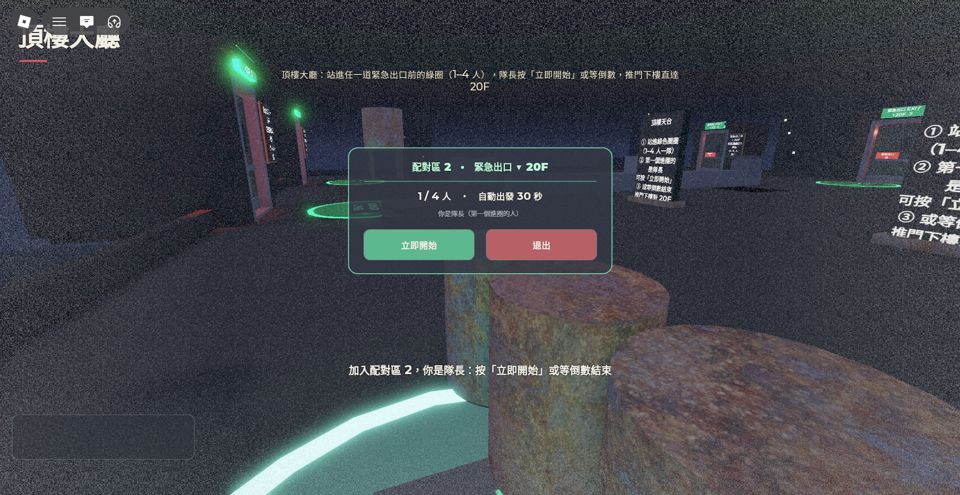 頂樓大廳
頂樓大廳：站進任一道緊急出口前的綠圈（1–4 人），隊長按「立即開始」或等倒數，推門下樓直達
20F
配對區 2 • 緊急出口 ▼ 20F
1 / 4 人 • 自動出發 30 秒
你是隊長（第一個進圈的人）
立即開始
退出
加入配對區 2，你是隊長：按「立即開始」或等倒數結束
頂樓天台
① 站進綠色圈圈
（1–4 人一隊）
② 第一個進圈的
是隊長
可按「立即開始」
③ 或等倒數結束
推門下樓到 20F
① 站
（1–4
② 第一個
是
可按「立
③ 或等
推門下樓